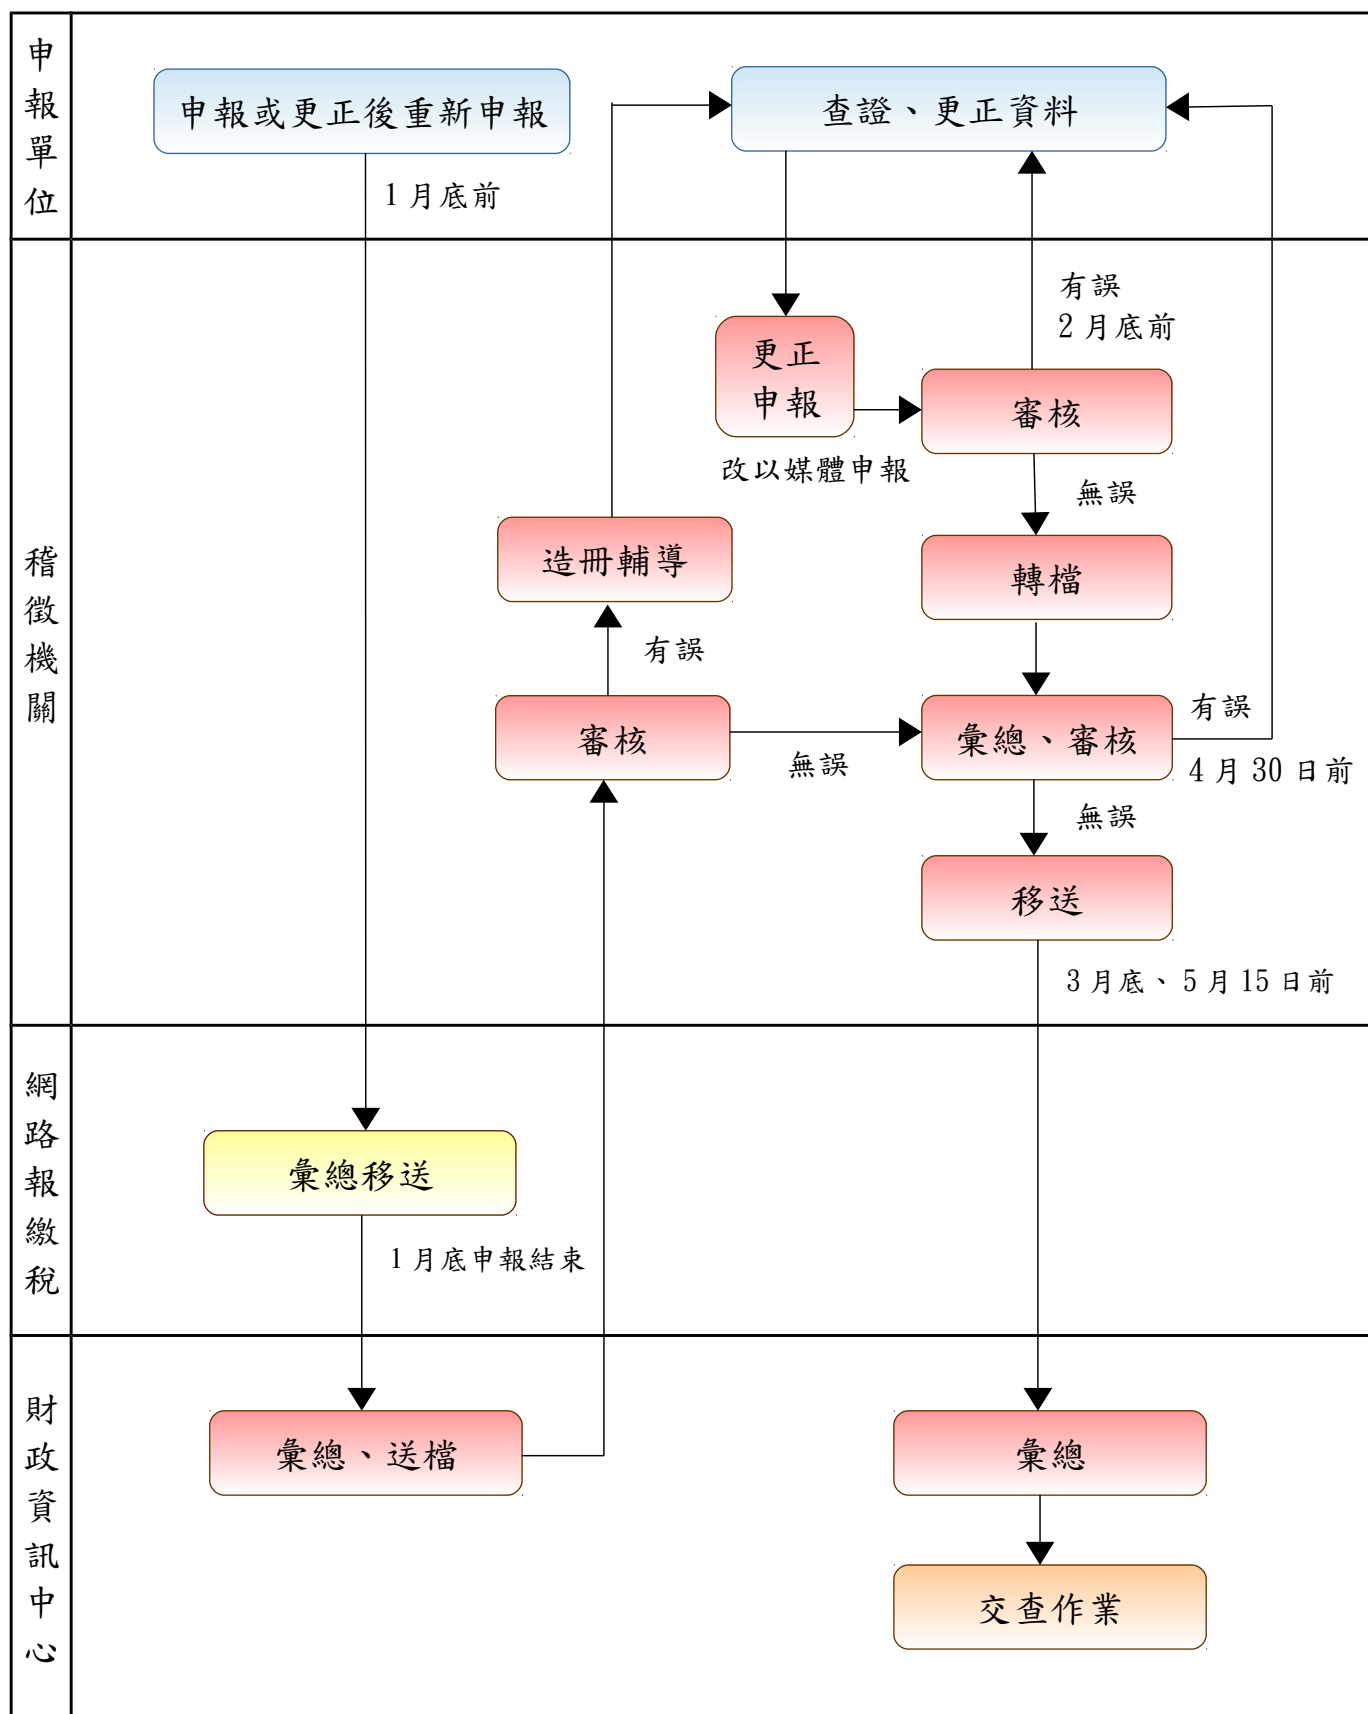 申報單位
申報或更正後重新申報
查證、更正資料
1月底前
稽徵機關
有誤
2月底前
更正
申報
審核
改以媒體申報
無誤
造冊輔導
轉檔
有誤
審核
無誤
彙總、審核
有誤
4月30日前
無誤
移送
3月底、5月15日前
網路報繳稅
彙總移送
1月底申報結束
財政資訊中心
彙總、送檔
彙總
交查作業